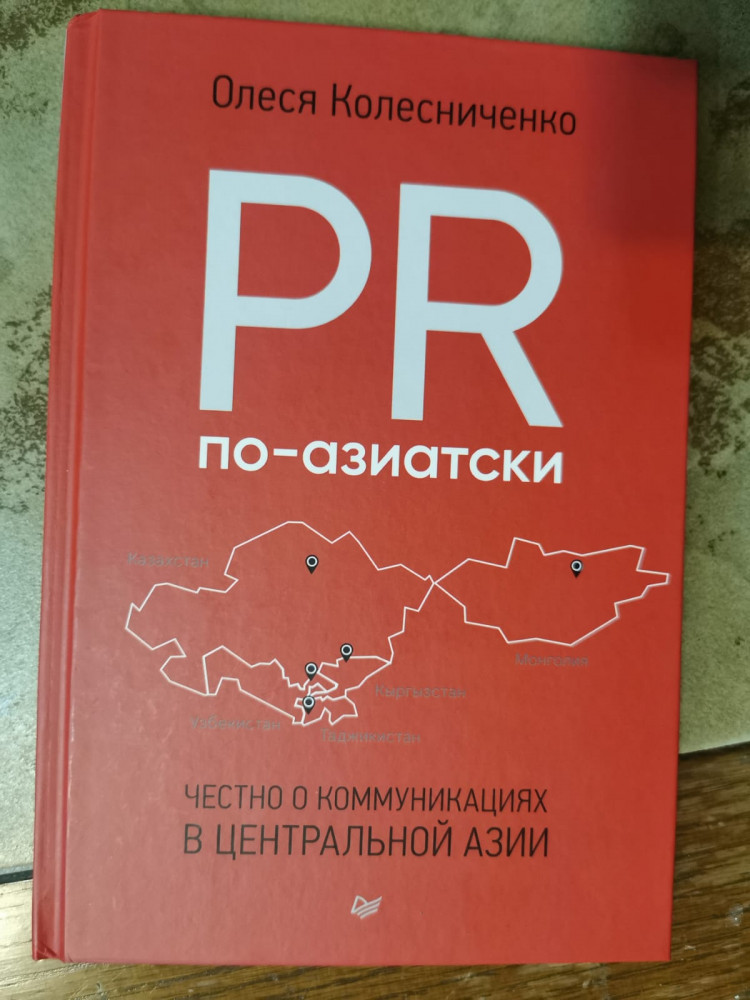 Олеся Колесниченко
PR
по-азиатски
Казахстан
Монголия
Кыргызстан
Узбекистан
Таджикистан
ЧЕСТНО О КОММУНИКАЦИЯХ
В ЦЕНТРАЛЬНОЙ АЗИИ